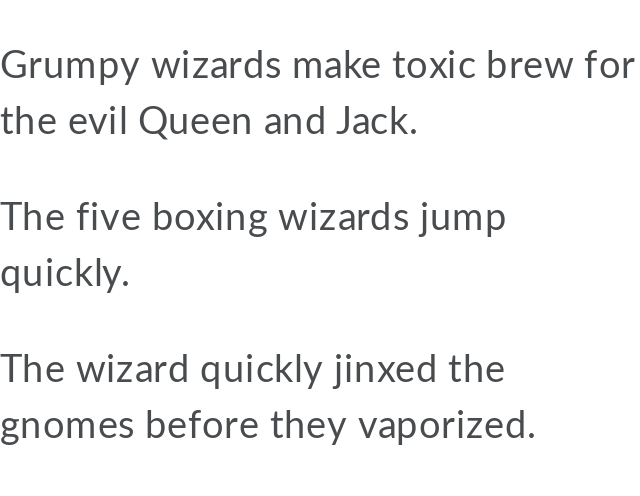 Grumpy wizards make toxic brew for
the evil Queen and Jack.
The five boxing wizards jump
quickly.
The wizard quickly jinxed the
gnomes before they vaporized.